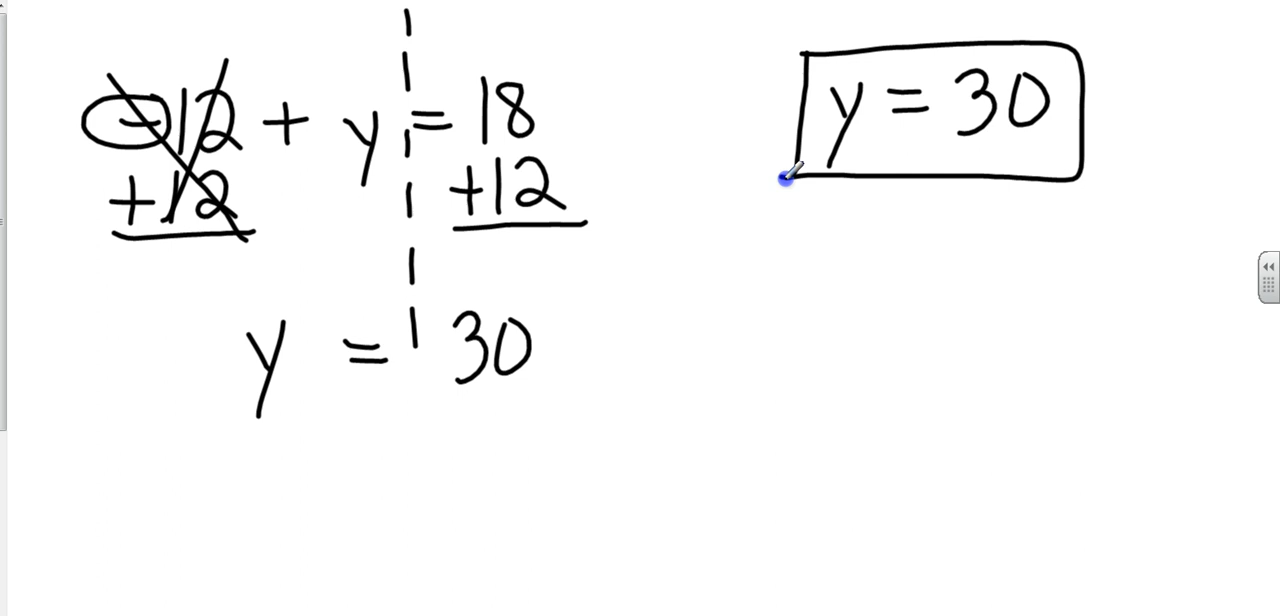 -12 + y = 18
+12 +12
y = 30
y = 30